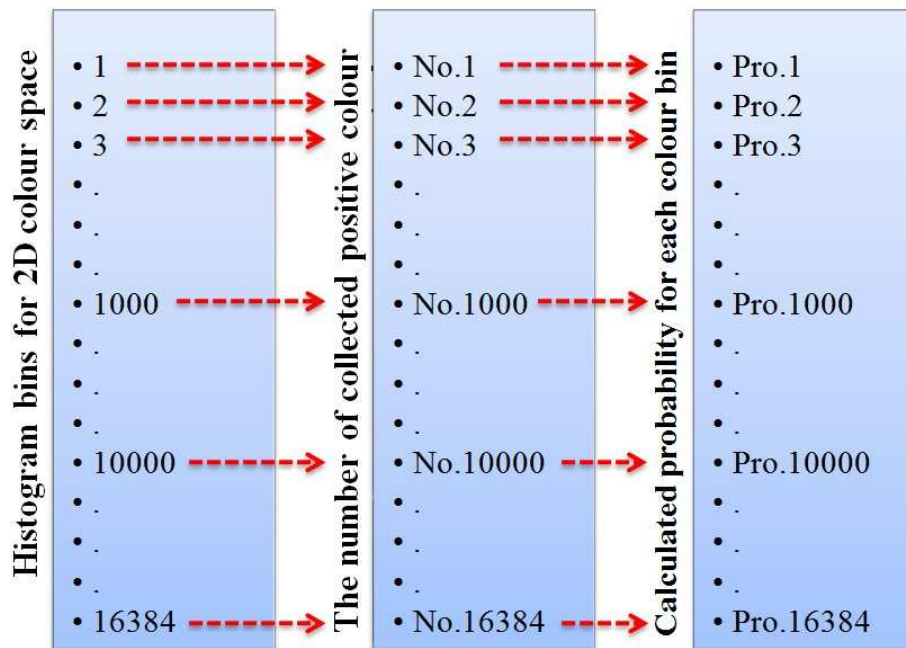 Histogram bins for 2D colour space
• 1
• 2
• 3
• .
• .
• .
• 1000
• .
• .
• .
• 10000
• .
• .
• .
• 16384
The number of collected positive colour
• No.1
• No.2
• No.3
• .
• .
• .
• No.1000
• .
• .
• .
• No.10000
• .
• .
• .
• No.16384
Calculated probability for each colour bin
• Pro.1
• Pro.2
• Pro.3
• .
• .
• .
• Pro.1000
• .
• .
• .
• Pro.10000
• .
• .
• .
• Pro.16384